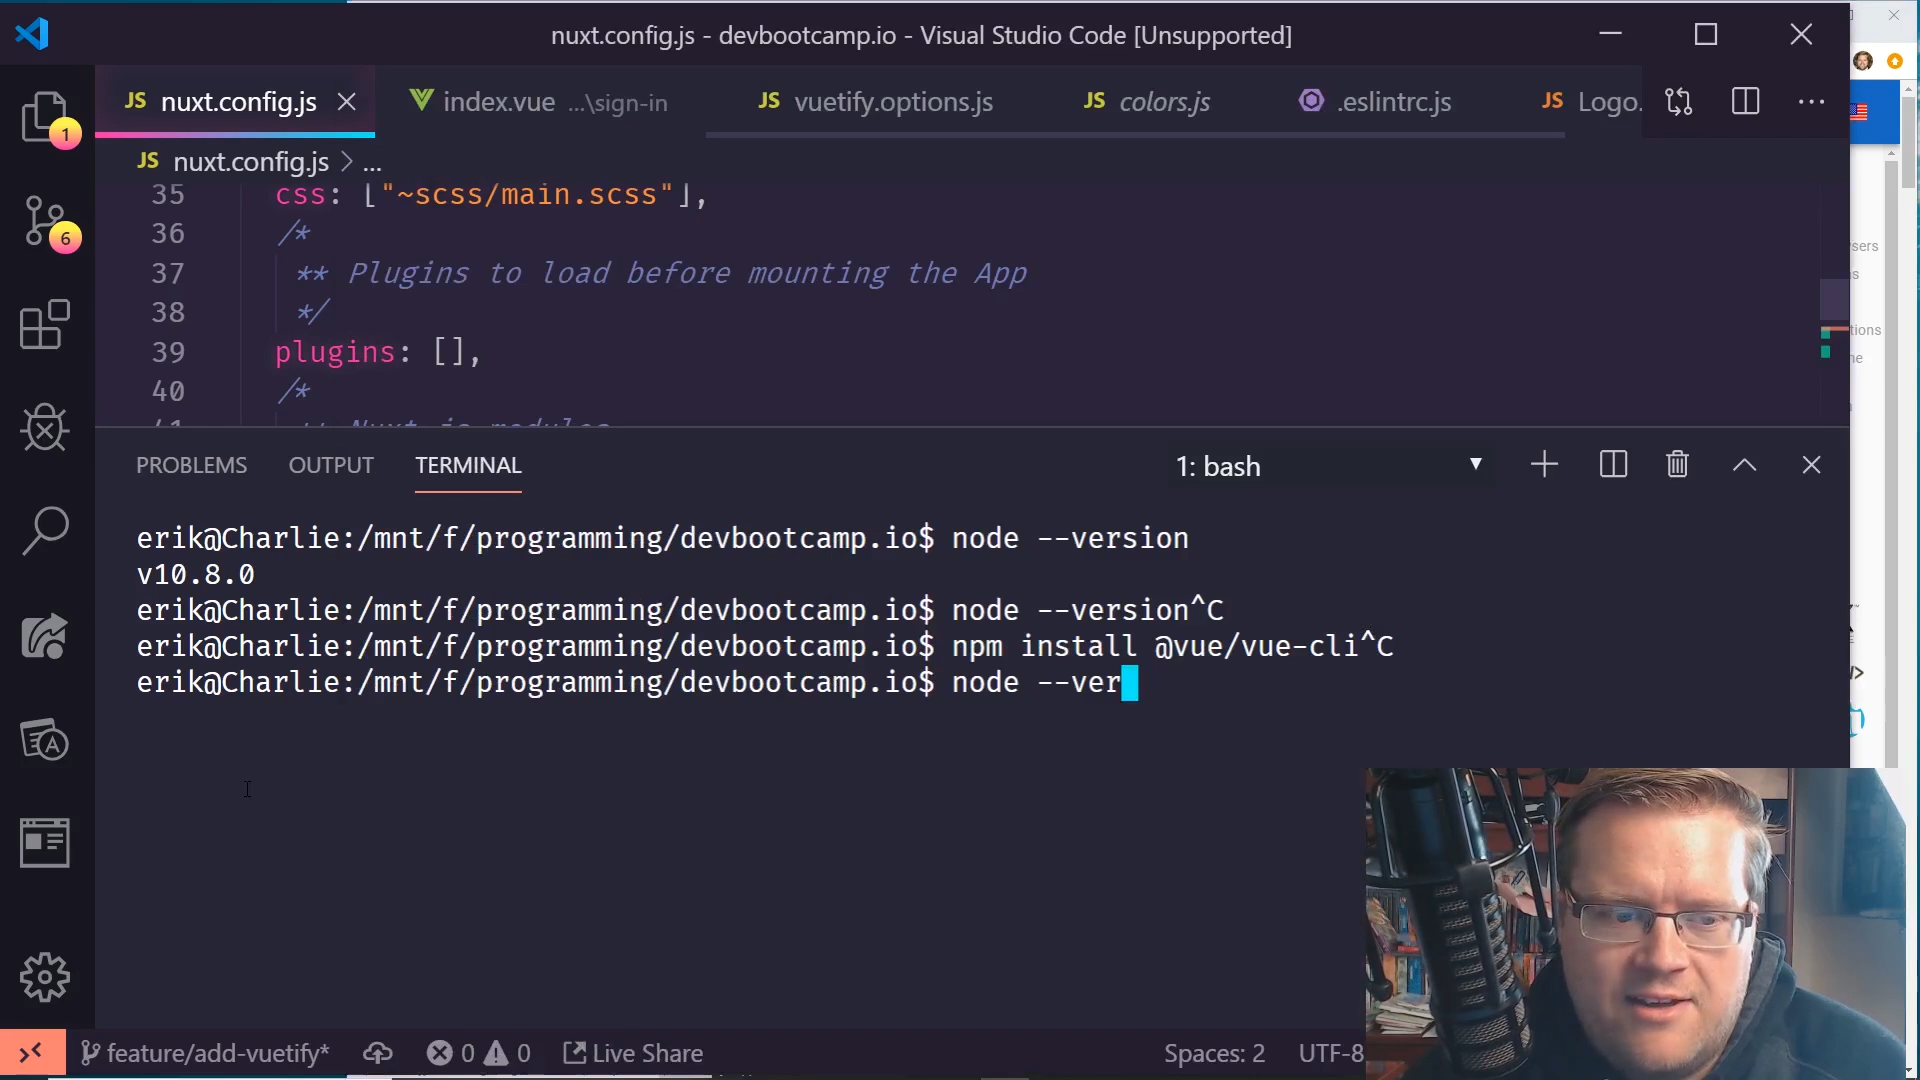 nuxt.config.js - devbootcamp.io - Visual Studio Code [Unsupported]
JS nuxt.config.js
index.vue ...\sign-in
JS vuetify.options.js
JS colors.js
.eslintrc.js
JS Logo.
1
JS nuxt.config.js > ...
35 css: ["~scss/main.scss"],
36 /*
37 ** Plugins to load before mounting the App
38 */
39 plugins: [],
40 /*
6
PROBLEMS OUTPUT TERMINAL
1: bash
erik@Charlie:/mnt/f/programming/devbootcamp.io$ node --version
v10.8.0
erik@Charlie:/mnt/f/programming/devbootcamp.io$ node --version^C
erik@Charlie:/mnt/f/programming/devbootcamp.io$ npm install @vue/vue-cli^C
erik@Charlie:/mnt/f/programming/devbootcamp.io$ node --ver
feature/add-vuetify*
0 0
Live Share
Spaces: 2
UTF-8